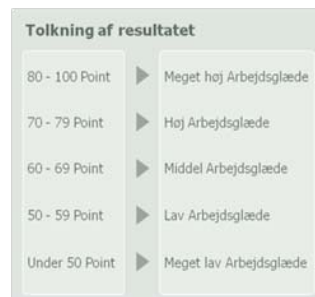 Tolkning af resultatet
80 - 100 Point Meget høj Arbejdsglæde
70 - 79 Point Høj Arbejdsglæde
60 - 69 Point Middel Arbejdsglæde
50 - 59 Point Lav Arbejdsglæde
Under 50 Point Meget lav Arbejdsglæde